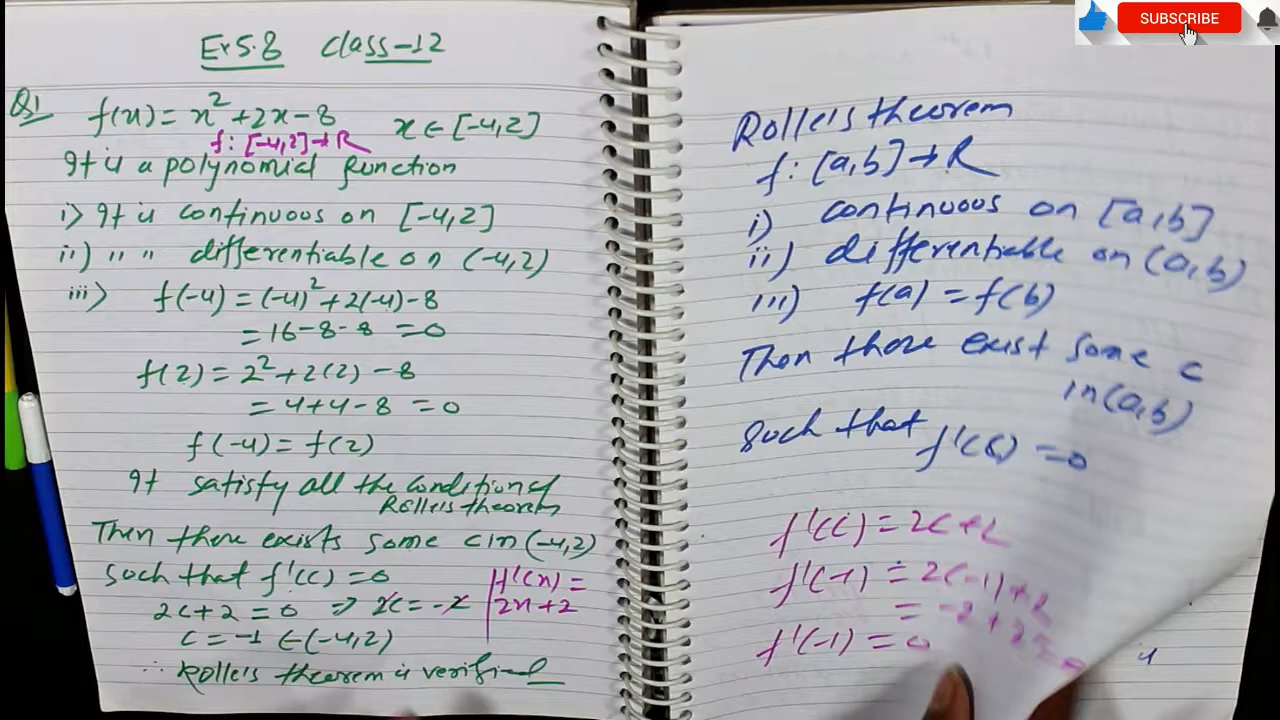 Ex 5.8 class-12
Q1 f(x) = x² + 2x - 8 x ∈ [-4,2]
f: [-4,2] → R
It is a polynomial function
i) It is continuous on [-4,2]
ii) " " differentiable on (-4,2)
iii) f(-4) = (-4)² + 2(-4) - 8
= 16 - 8 - 8 = 0
f(2) = 2² + 2(2) - 8
= 4 + 4 - 8 = 0
f(-4) = f(2)
It satisfy all the condition of
Rolle's theorem
Then there exists some c in (-4,2)
such that f'(c) = 0
f'(x) =
2x + 2
2c + 2 = 0 ⇒ 2c = -2
c = -1 ∈ (-4,2)
∴ Rolle's theorem is verified
SUBSCRIBE
Rolle's theorem
f: [a,b] → R
i) continuous on [a,b]
ii) differentiable on (a,b)
iii) f(a) = f(b)
Then there exist some c
in (a,b)
such that f'(c) = 0
f'(c) = 2c + 2
f'(-1) = 2(-1) + 2
= -2 + 2 = 0
f'(-1) = 0